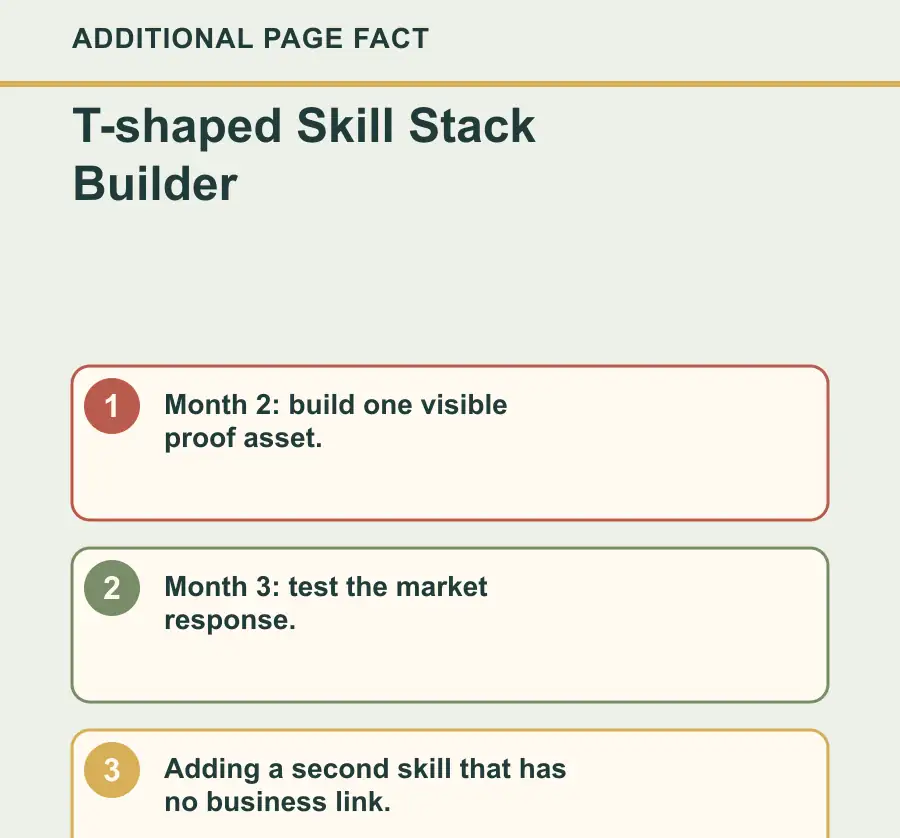 ADDITIONAL PAGE FACT
T-shaped Skill Stack
Builder
1
Month 2: build one visible
proof asset.
2
Month 3: test the market
response.
3
Adding a second skill that has
no business link.